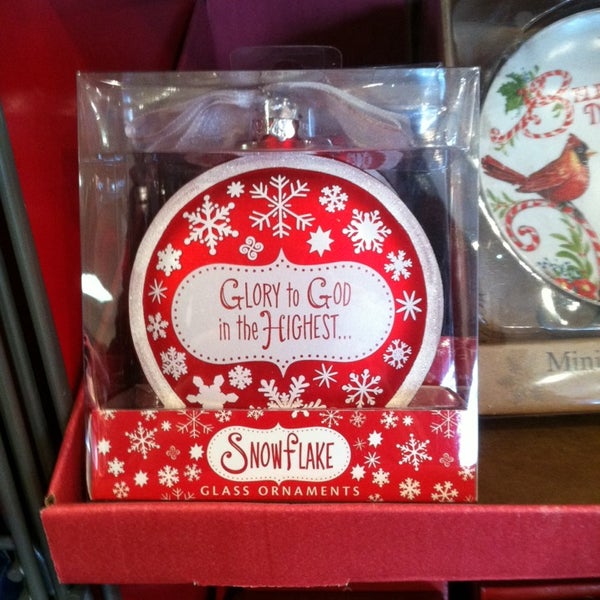 GLORY to GOD
in the HIGHEST...
SNOWFLAKE
GLASS ORNAMENTS
Mini